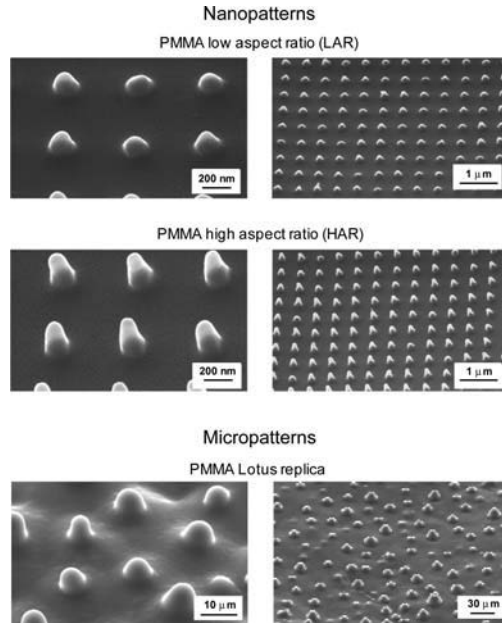 Nanopatterns
PMMA low aspect ratio (LAR)
200 nm
1 μm
PMMA high aspect ratio (HAR)
200 nm
1 μm
Micropatterns
PMMA Lotus replica
10 μm
30 μm